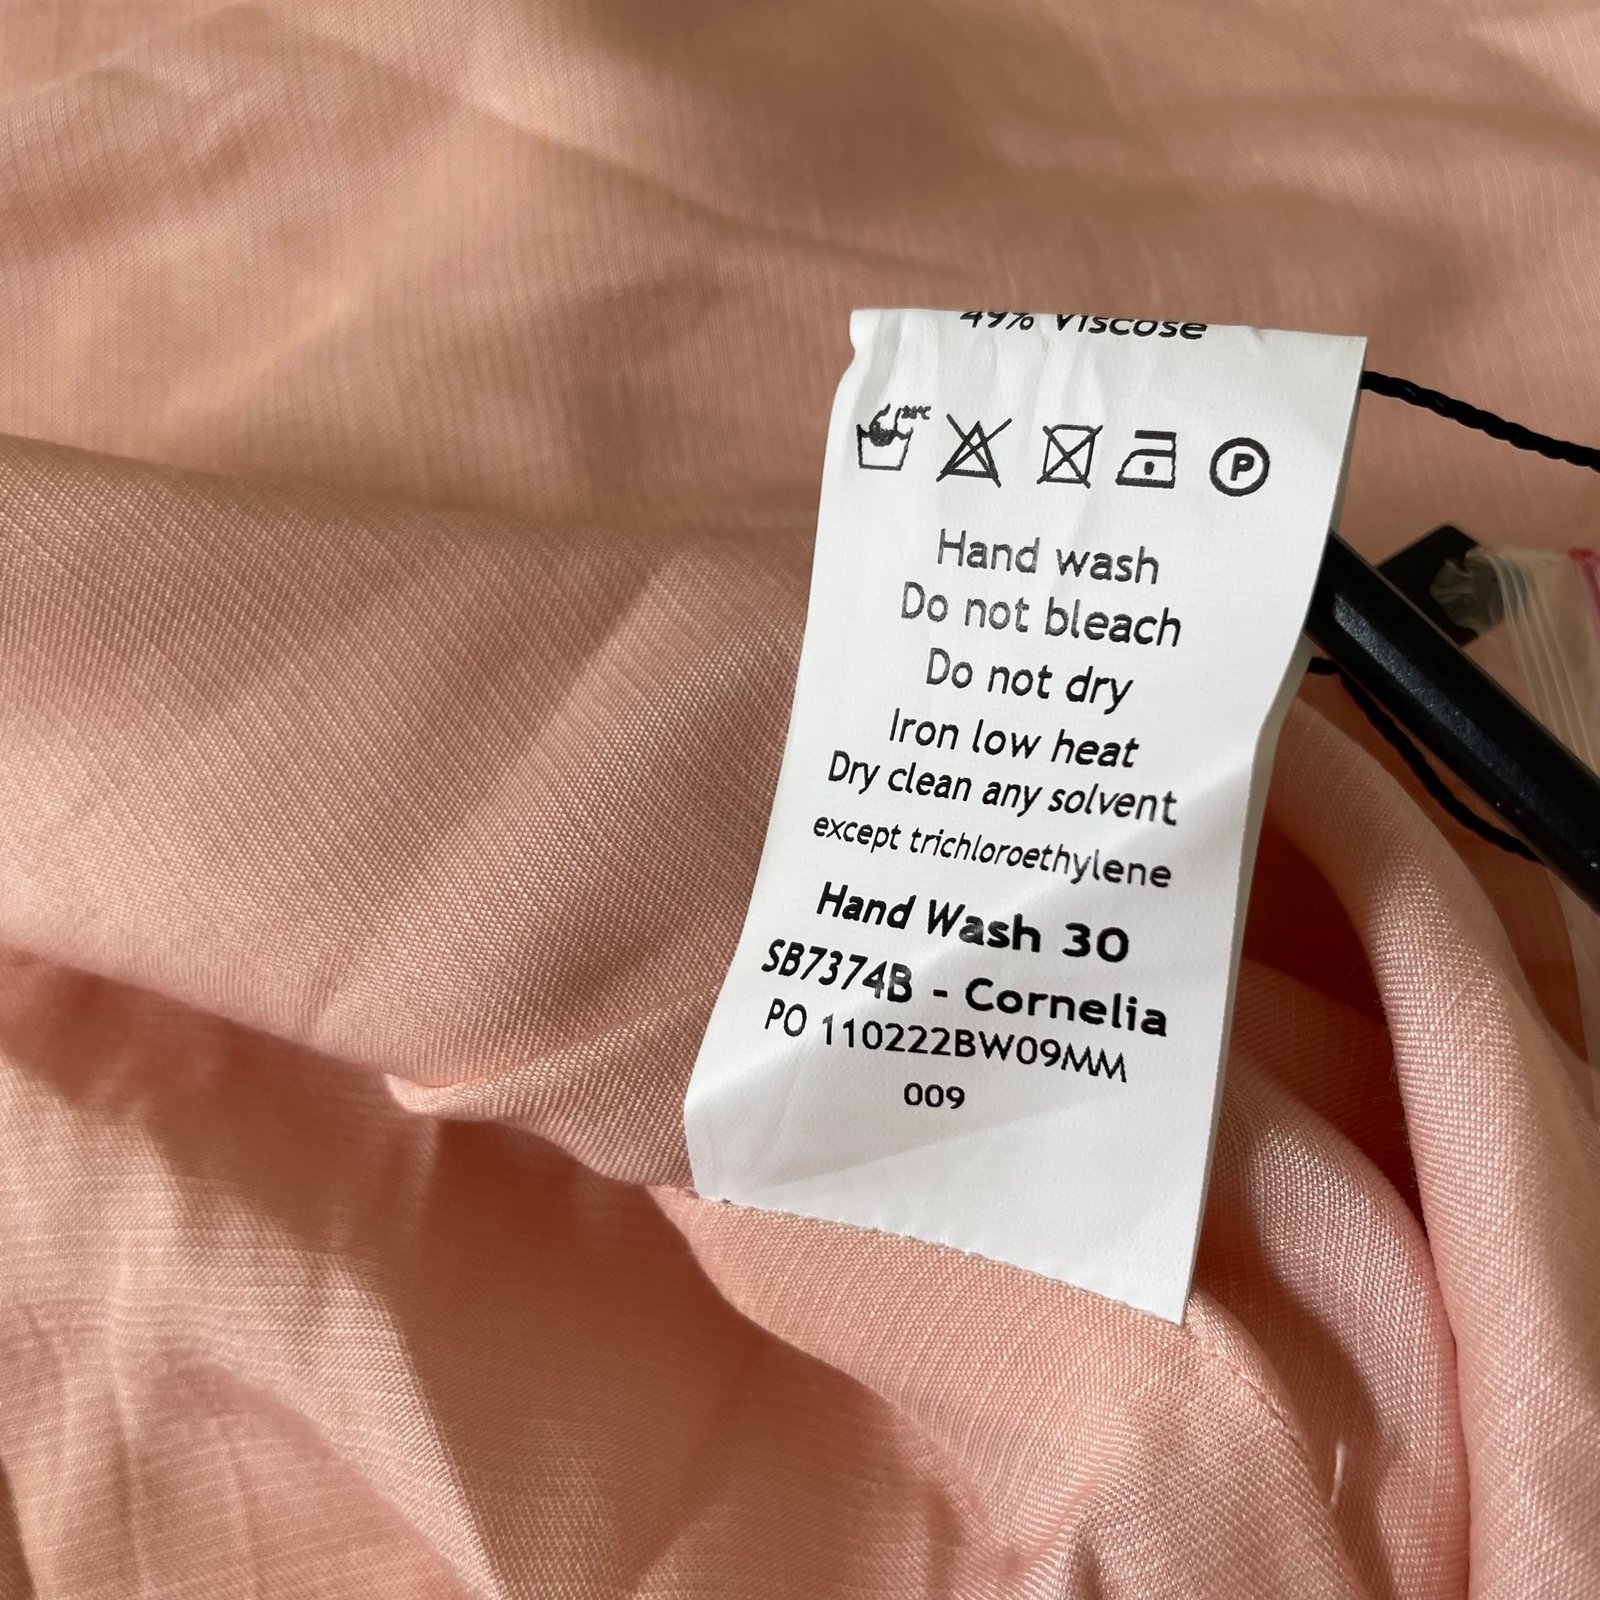 49% Viscose
P
Hand wash
Do not bleach
Do not dry
Iron low heat
Dry clean any solvent
except trichloroethylene
Hand Wash 30
SB7374B - Cornelia
PO 110222BW09MM
009